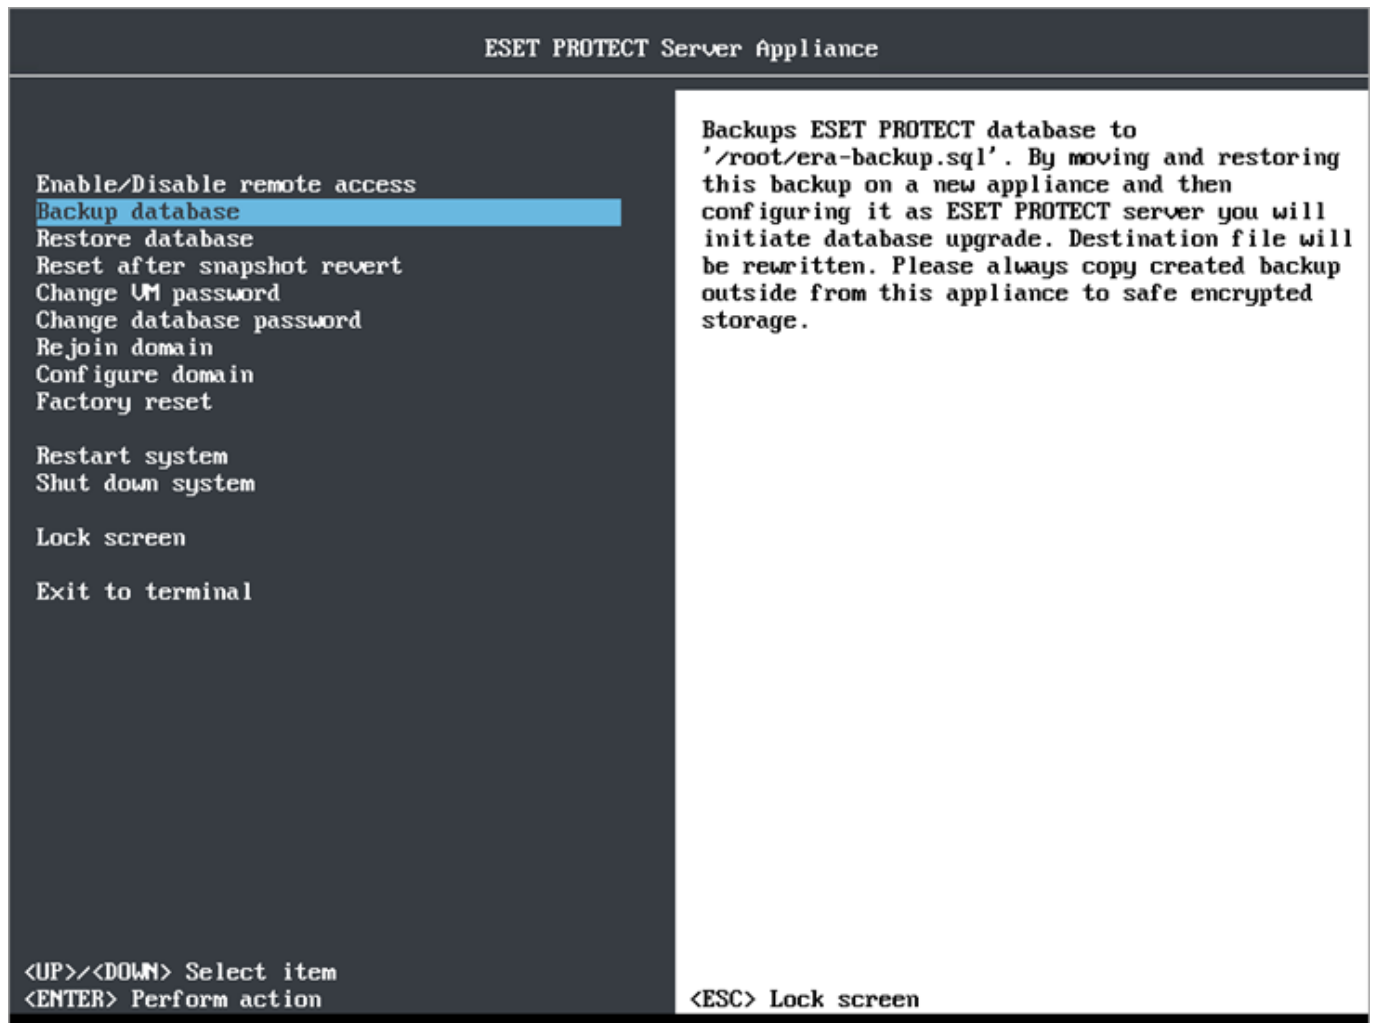 ESET PROTECT Server Appliance
Enable/Disable remote access
Backup database
Restore database
Reset after snapshot revert
Change VM password
Change database password
Rejoin domain
Configure domain
Factory reset
Restart system
Shut down system
Lock screen
Exit to terminal
<UP>/<DOWN> Select item
<ENTER> Perform action
Backups ESET PROTECT database to
'/root/era-backup.sql'. By moving and restoring
this backup on a new appliance and then
configuring it as ESET PROTECT server you will
initiate database upgrade. Destination file will
be rewritten. Please always copy created backup
outside from this appliance to safe encrypted
storage.
<ESC> Lock screen